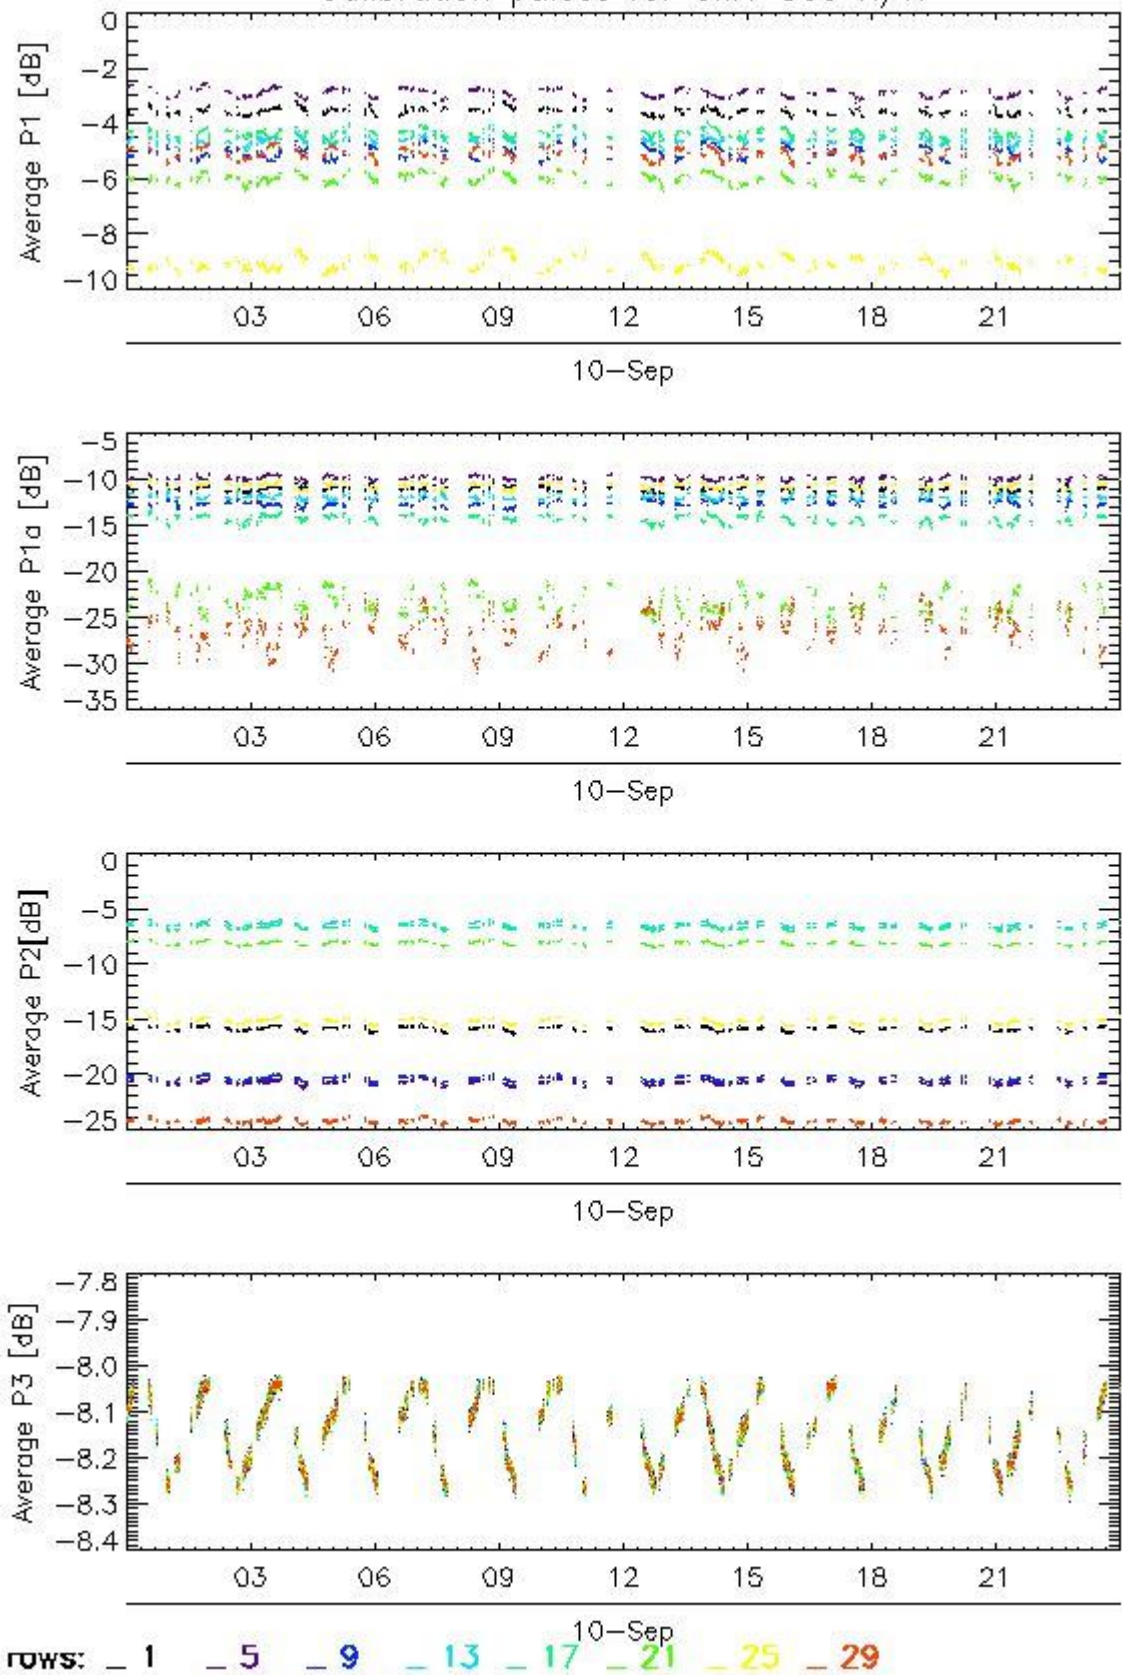 0
-2
-4
-6
-8
-10
Average P1 [dB]
03 06 09 12 15 18 21
10-Sep
-5
-10
-15
-20
-25
-30
-35
Average P1a [dB]
03 06 09 12 15 18 21
10-Sep
0
-5
-10
-15
-20
-25
Average P2[dB]
03 06 09 12 15 18 21
10-Sep
-7.8
-7.9
-8.0
-8.1
-8.2
-8.3
-8.4
Average P3 [dB]
03 06 09 12 15 18 21
10-Sep
rows: _ 1 _ 5 _ 9 _ 13 _ 17 _ 21 _ 25 _ 29